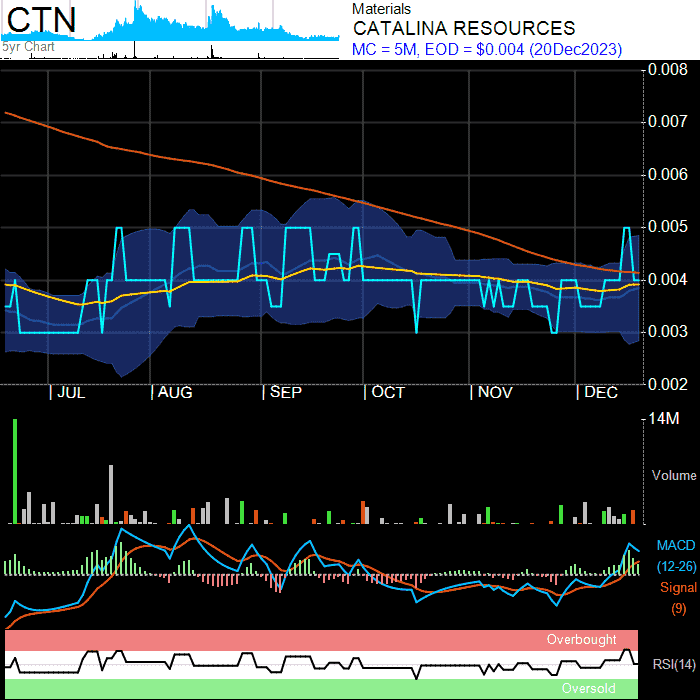 CTN
5yr Chart
Materials
CATALINA RESOURCES
MC = 5M, EOD = $0.004 (20Dec2023)
0.008
0.007
0.006
0.005
0.004
0.003
0.002
JUL
AUG
SEP
OCT
NOV
DEC
14M
Volume
MACD
(12-26)
Signal
(9)
Overbought
RSI(14)
Oversold